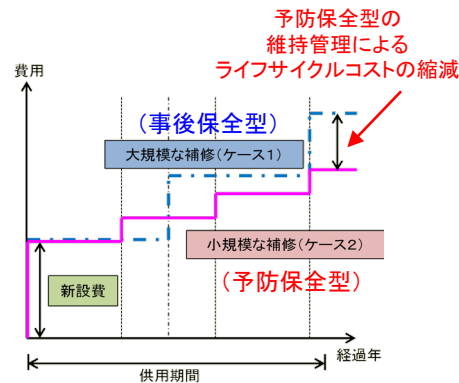 予防保全型の
維持管理による
ライフサイクルコストの縮減
費用
(事後保全型)
大規模な補修(ケース1)
小規模な補修(ケース2)
(予防保全型)
新設費
経過年
供用期間